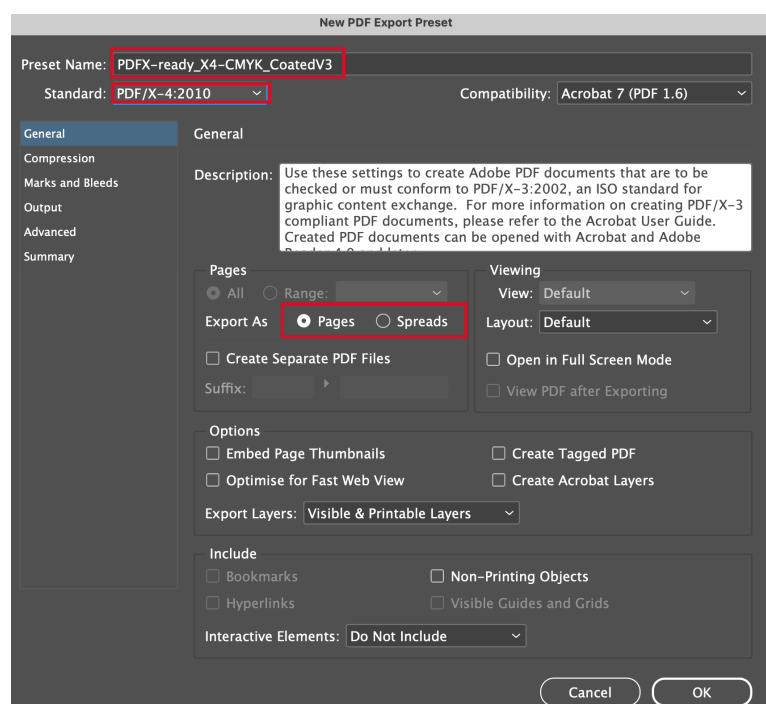 New PDF Export Preset
Preset Name: PDFX-ready_X4-CMYK_CoatedV3
Standard: PDF/X-4:2010
Compatibility: Acrobat 7 (PDF 1.6)
General
Compression
Marks and Bleeds
Output
Advanced
Summary
General
Description: Use these settings to create Adobe PDF documents that are to be
checked or must conform to PDF/X-3:2002, an ISO standard for
graphic content exchange. For more information on creating PDF/X-3
compliant PDF documents, please refer to the Acrobat User Guide.
Created PDF documents can be opened with Acrobat and Adobe
Pages
All Range:
Export As Pages Spreads
Create Separate PDF Files
Suffix:
Viewing
View: Default
Layout: Default
Open in Full Screen Mode
View PDF after Exporting
Options
Embed Page Thumbnails
Create Tagged PDF
Optimise for Fast Web View
Create Acrobat Layers
Export Layers: Visible & Printable Layers
Include
Bookmarks
Non-Printing Objects
Hyperlinks
Visible Guides and Grids
Interactive Elements: Do Not Include
Cancel
OK